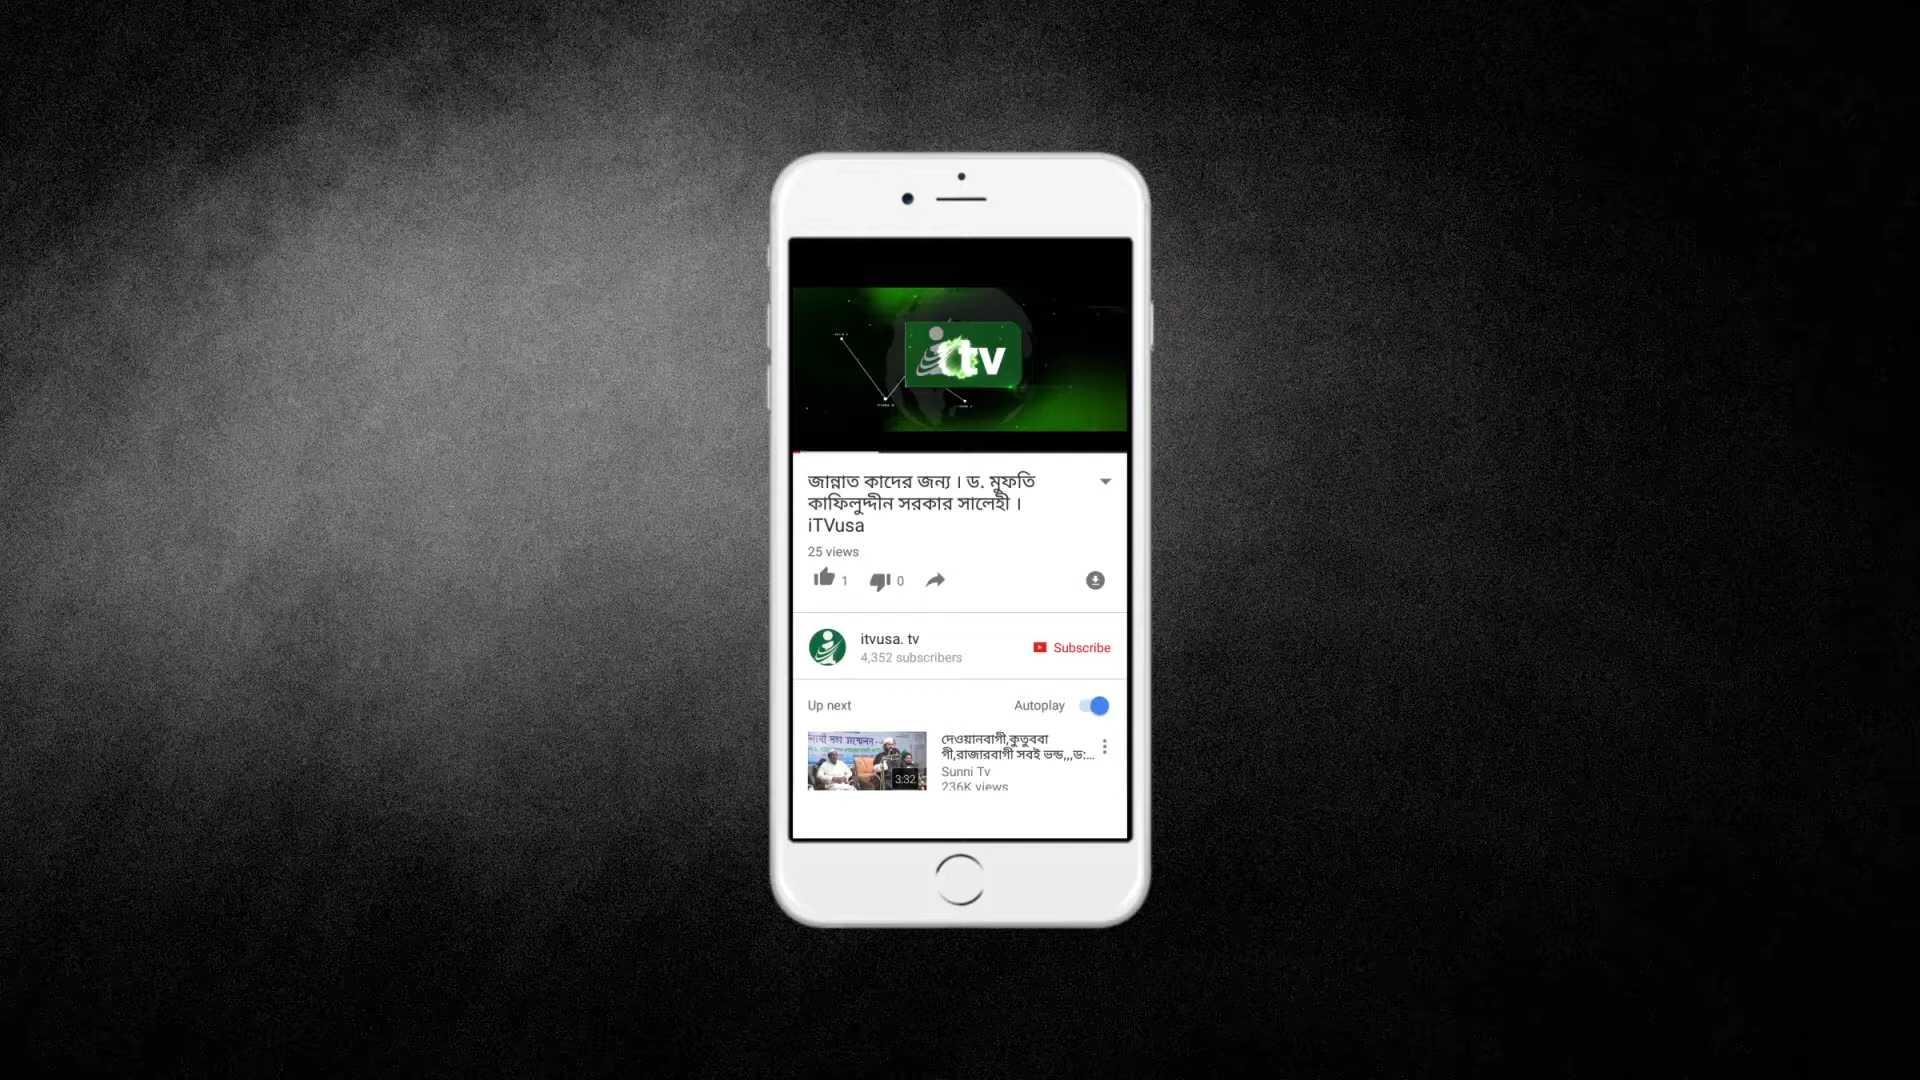 itv
জান্নাত কাদের জন্য । ড. মুফতি
কাফিলুদ্দীন সরকার সালেহী ।
iTVusa
25 views
1
0
itvusa. tv
4,352 subscribers
Subscribe
Up next
Autoplay
দেওয়ানবাগী,কুতুববা
গী,রাজারবাগী সবই ভন্ড,,,ড:...
Sunni Tv
236K views
3:32